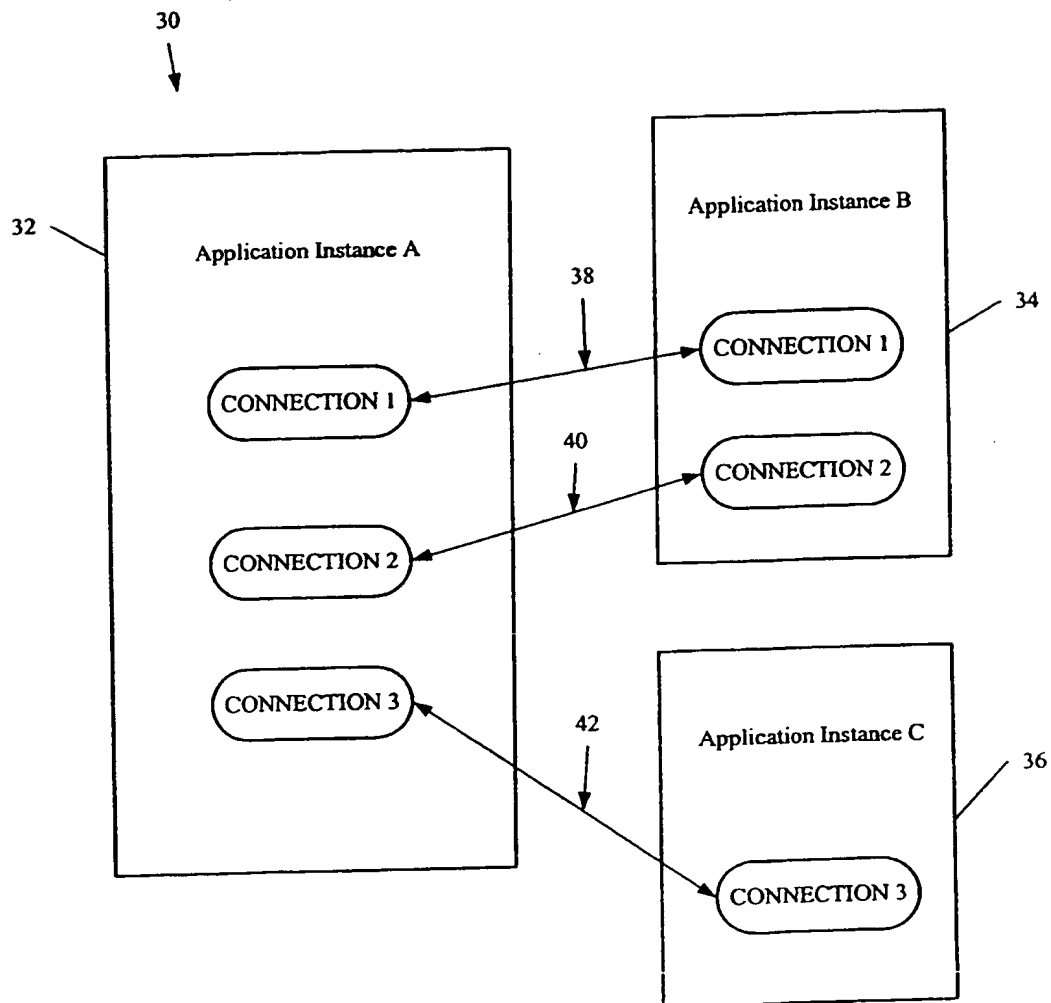 30
32
Application Instance A
Application Instance B
38
34
CONNECTION 1
CONNECTION 1
40
CONNECTION 2
CONNECTION 2
CONNECTION 3
42
Application Instance C
36
CONNECTION 3